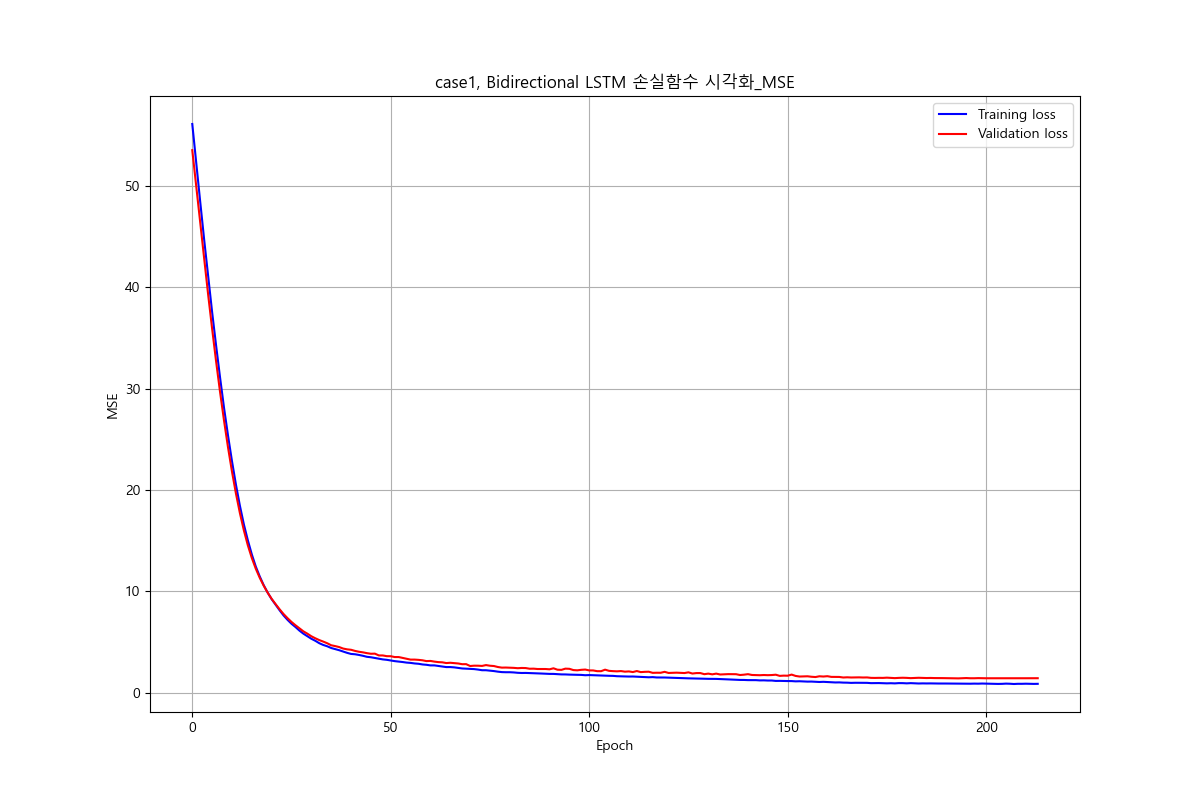 case1, Bidirectional LSTM 손실함수 시각화_MSE
Training loss
Validation loss
50
40
30
20
10
0
MSE
0
50
100
150
200
Epoch